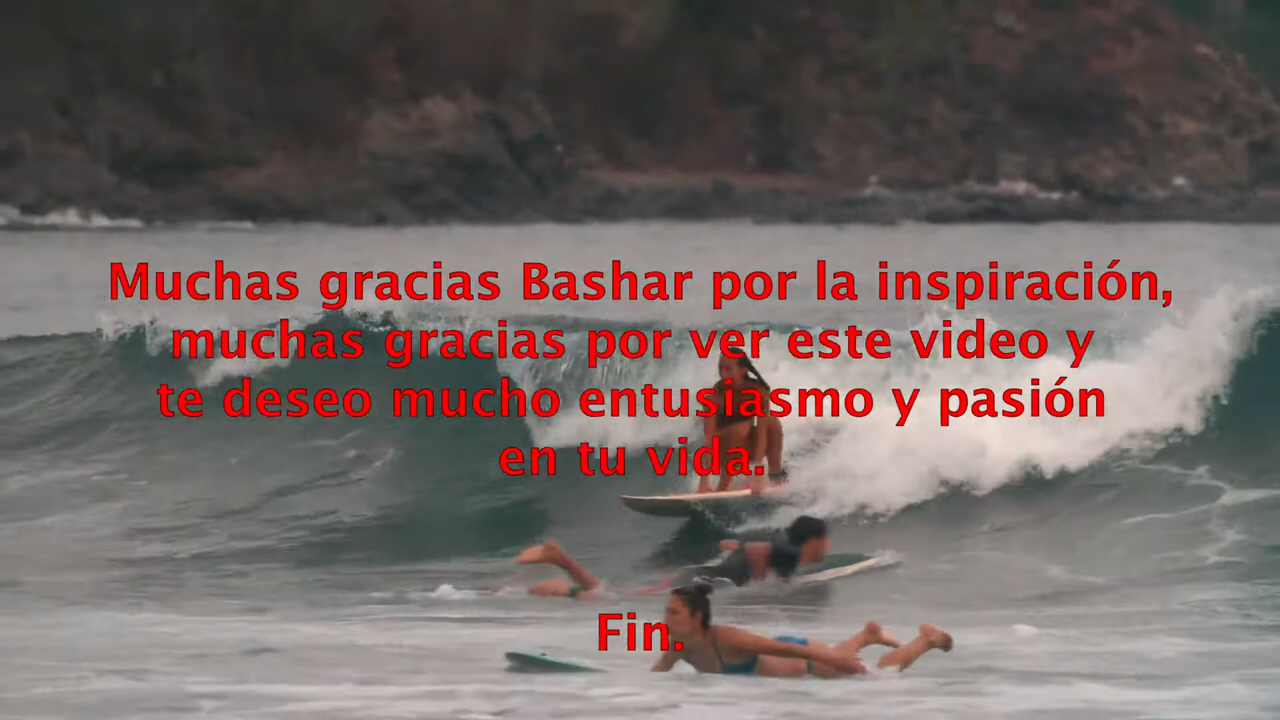 Muchas gracias Bashar por la inspiración,
muchas gracias por ver este video y
te deseo mucho entusiasmo y pasión
en tu vida.
Fin.